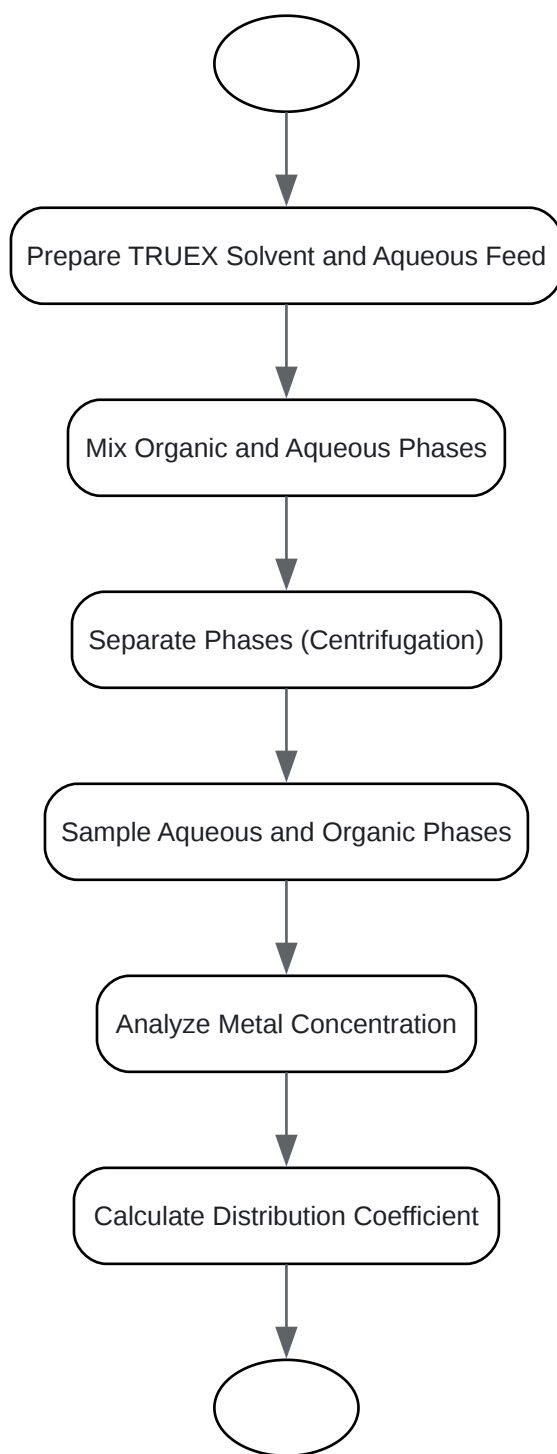 Prepare TRUEX Solvent and Aqueous Feed
Mix Organic and Aqueous Phases
Separate Phases (Centrifugation)
Sample Aqueous and Organic Phases
Analyze Metal Concentration
Calculate Distribution Coefficient